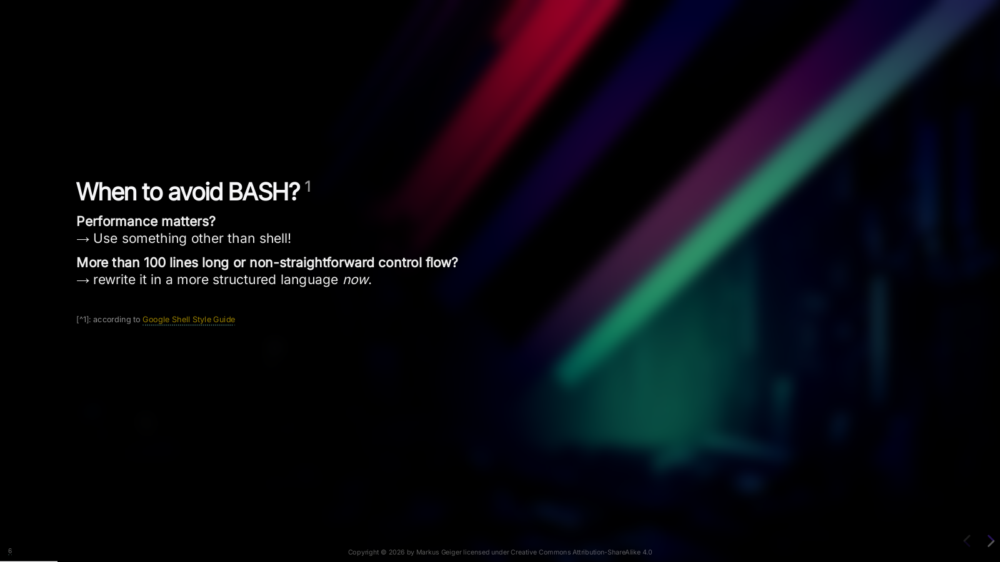 When to avoid BASH? 1
Performance matters?
→ Use something other than shell!
More than 100 lines long or non-straightforward control flow?
→ rewrite it in a more structured language now.
[^1]: according to Google Shell Style Guide
6
Copyright © 2026 by Markus Geiger licensed under Creative Commons Attribution-ShareAlike 4.0